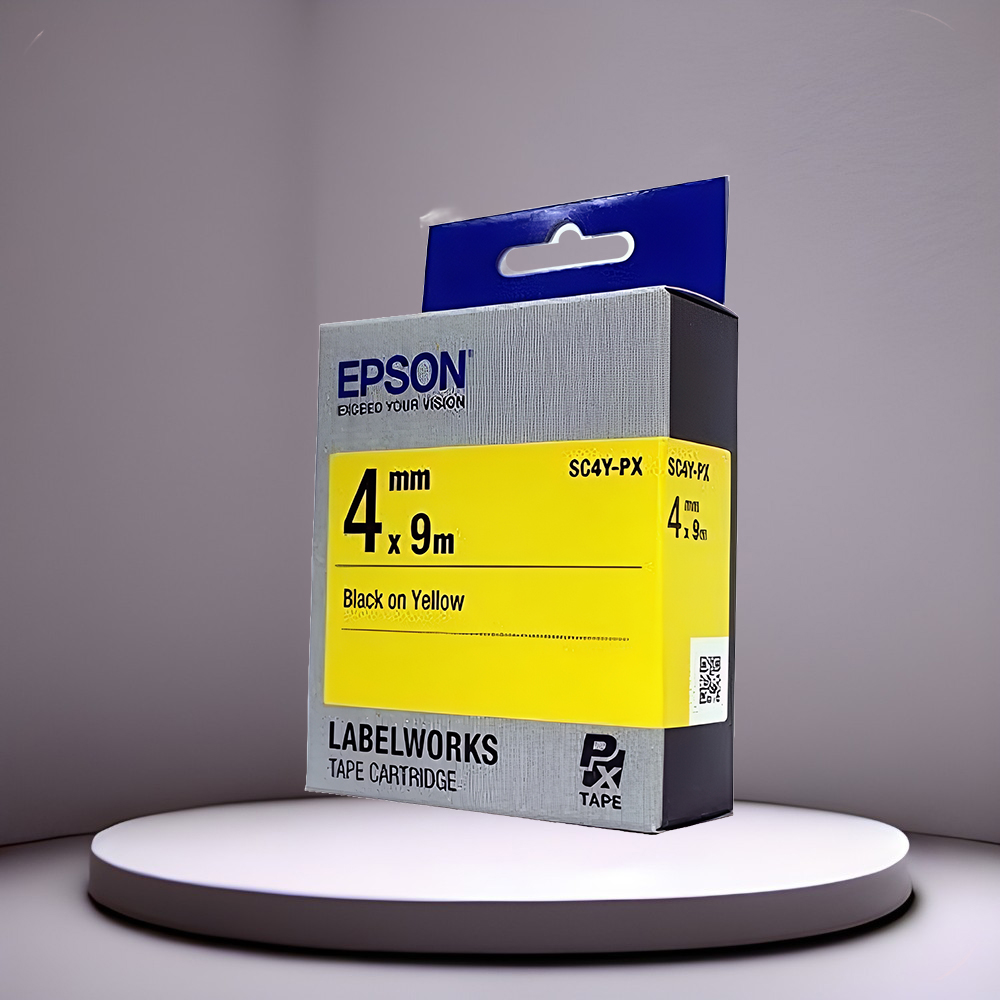 EPSON
EXCEED YOUR VISION
4 mm x 9m
SC4Y-PX
Black on Yellow
LABELWORKS
TAPE CARTRIDGE
Px
TAPE
SC4Y-PX
4 mm x 9m